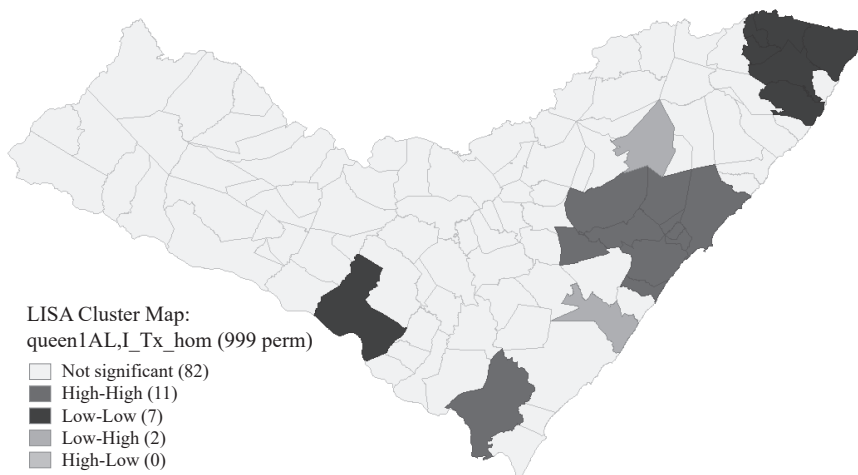 LISA Cluster Map:
queen1AL,I_Tx_hom (999 perm)
Not significant (82)
High-High (11)
Low-Low (7)
Low-High (2)
High-Low (0)